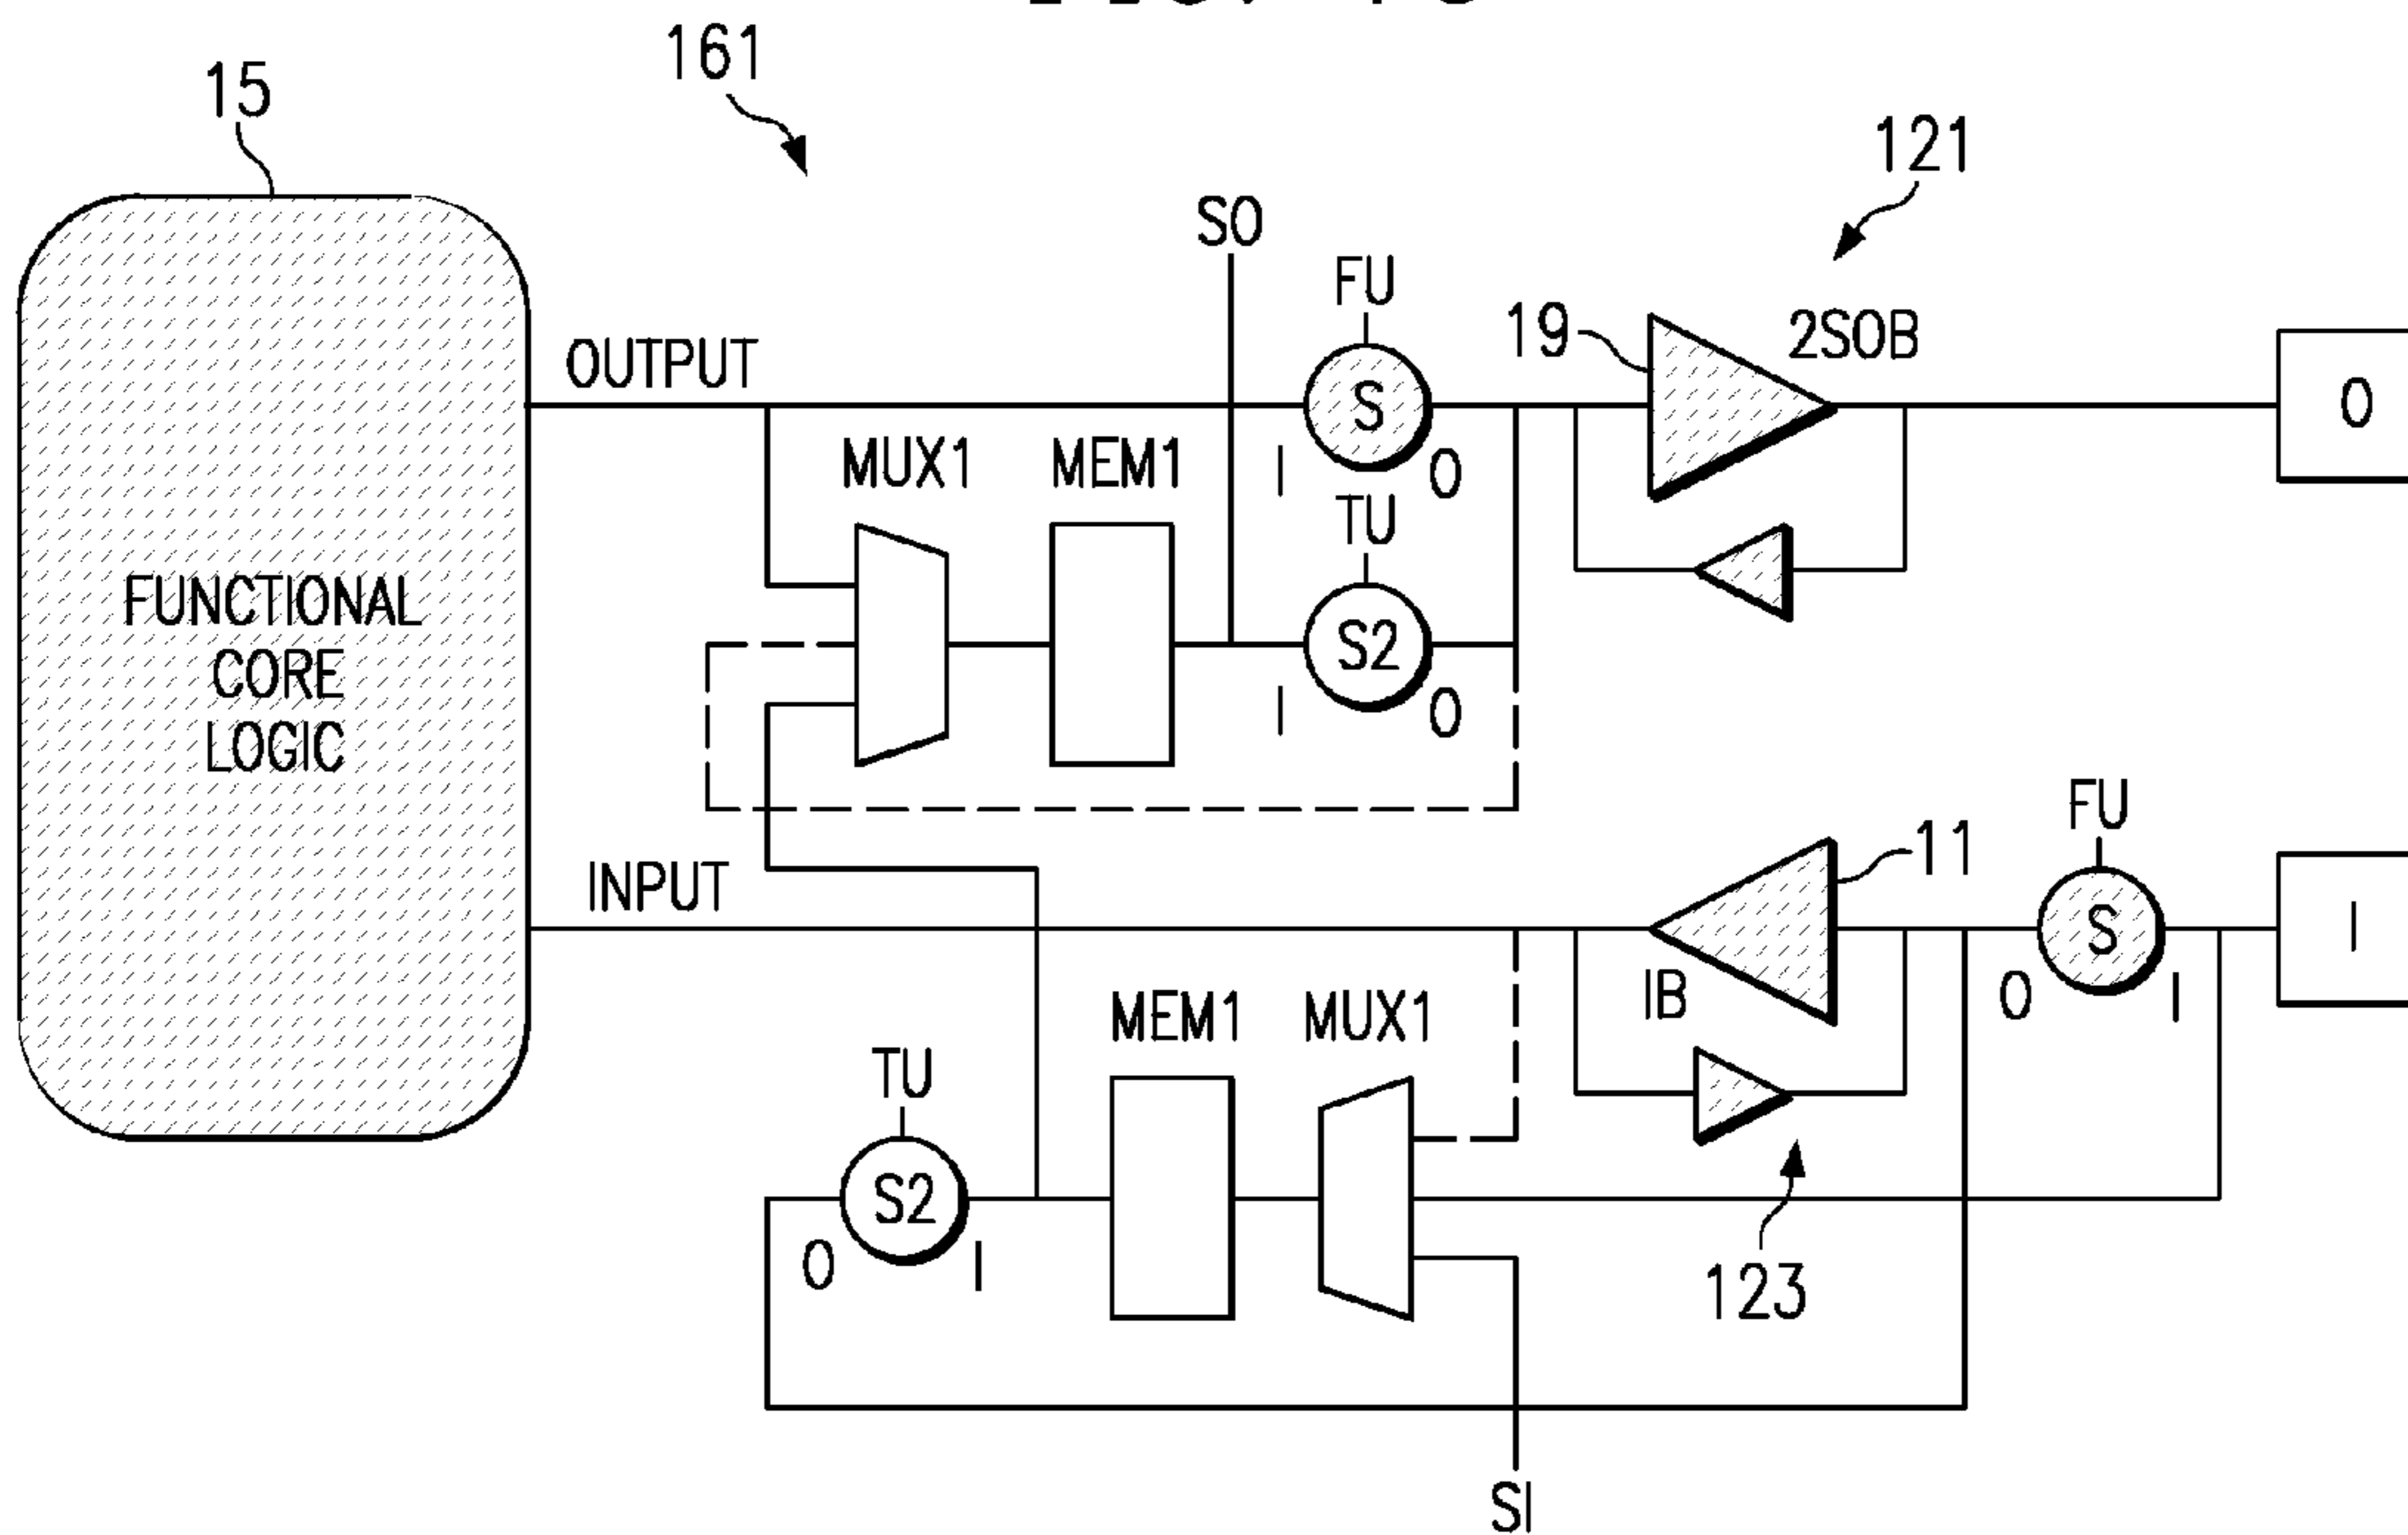 161
15
121
SO
FU
19
2SOB
OUTPUT
S
O
MUX1
MEM1
I
O
TU
FUNCTIONAL
CORE
LOGIC
S2
I
O
FU
11
INPUT
S
I
IB
O
I
MEM1
MUX1
TU
S2
O
I
123
SI